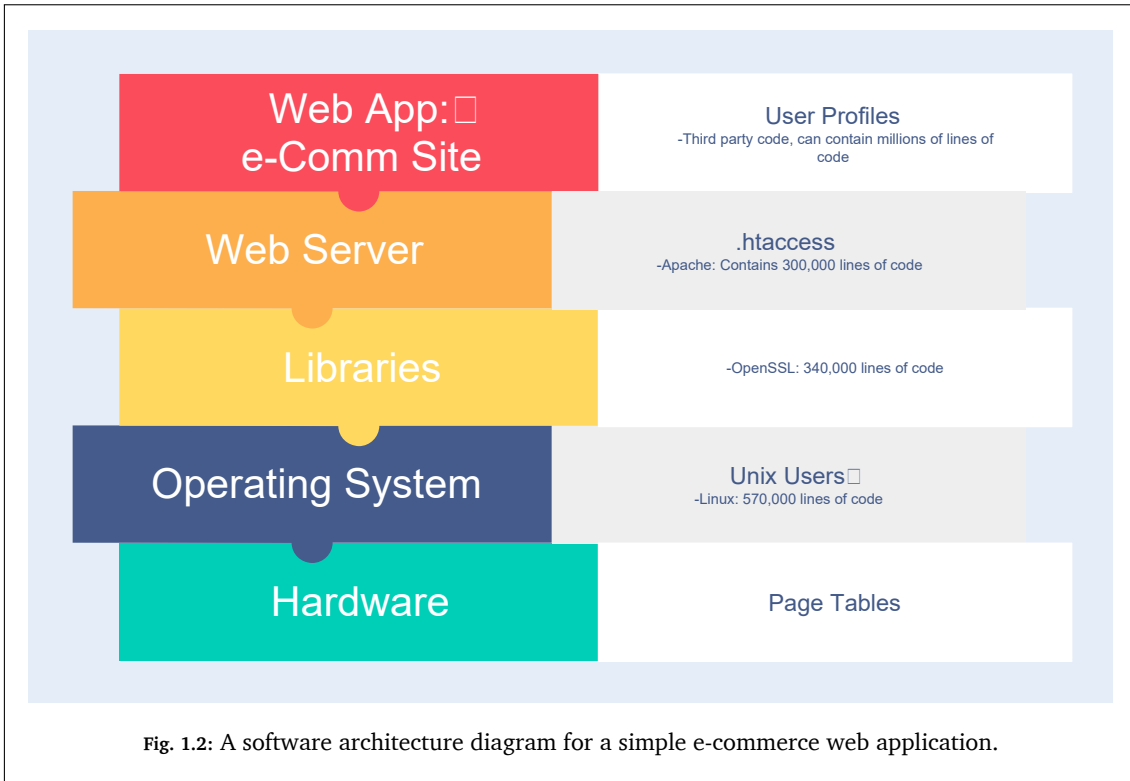 Web App:
e-Comm Site
User Profiles
-Third party code, can contain millions of lines of
code
Web Server
.htaccess
-Apache: Contains 300,000 lines of code
Libraries
-OpenSSL: 340,000 lines of code
Operating System
Unix Users
-Linux: 570,000 lines of code
Hardware
Page Tables
Fig. 1.2: A software architecture diagram for a simple e-commerce web application.